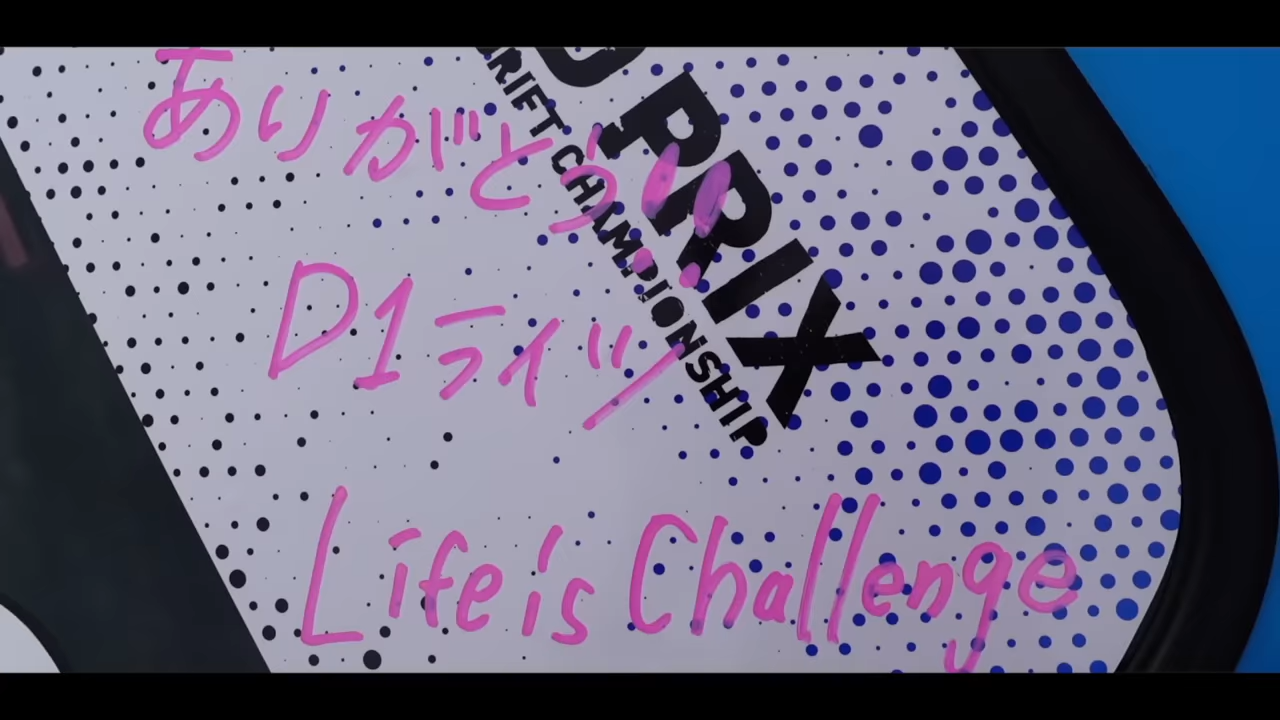 ありがとう!!
D1ライツ
Life is Challenge
PRIX
DRIFT CHAMPIONSHIP